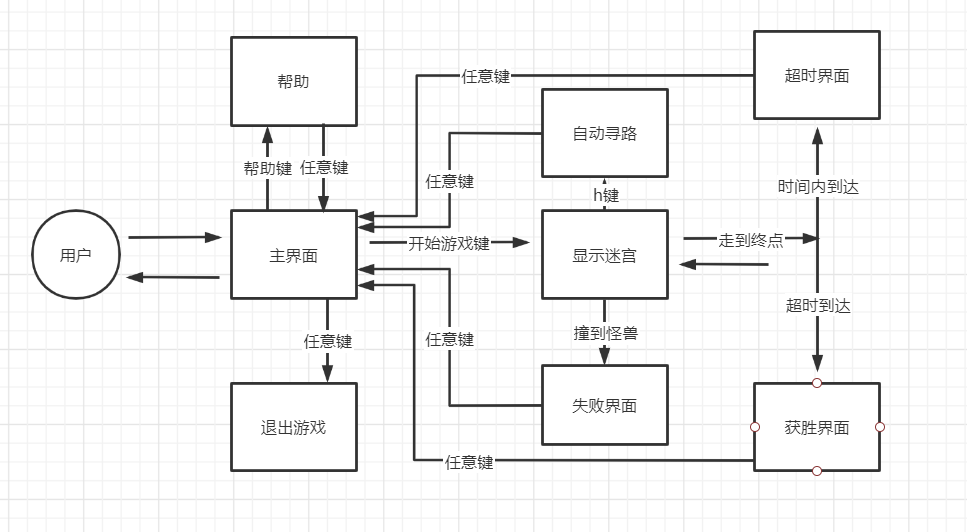 帮助
超时界面
任意键
自动寻路
帮助键
任意键
任意键
h键
时间内到达
用户
主界面
开始游戏键
显示迷宫
走到终点
超时到达
任意键
任意键
撞到怪兽
退出游戏
失败界面
获胜界面
任意键